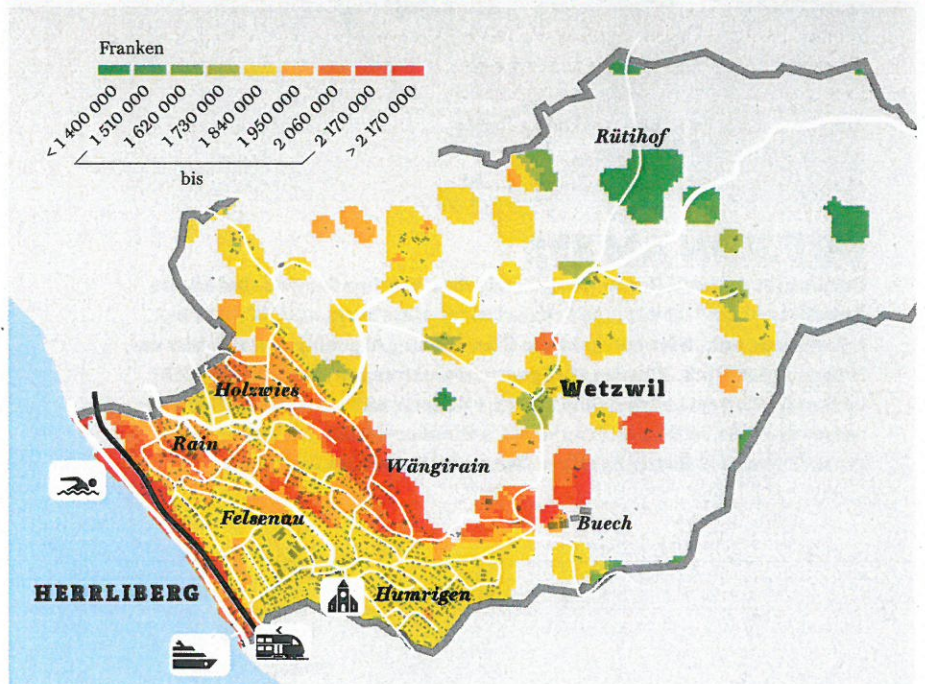 Franken
< 1 400 000
1 510 000
1 620 000
1 730 000
1 840 000
1 950 000
2 060 000
2 170 000
> 2 170 000
bis
Rütihof
Holzwies
Wetzwil
Rain
Wängirain
Felsenau
Buech
HERRLIBERG
Humrigen